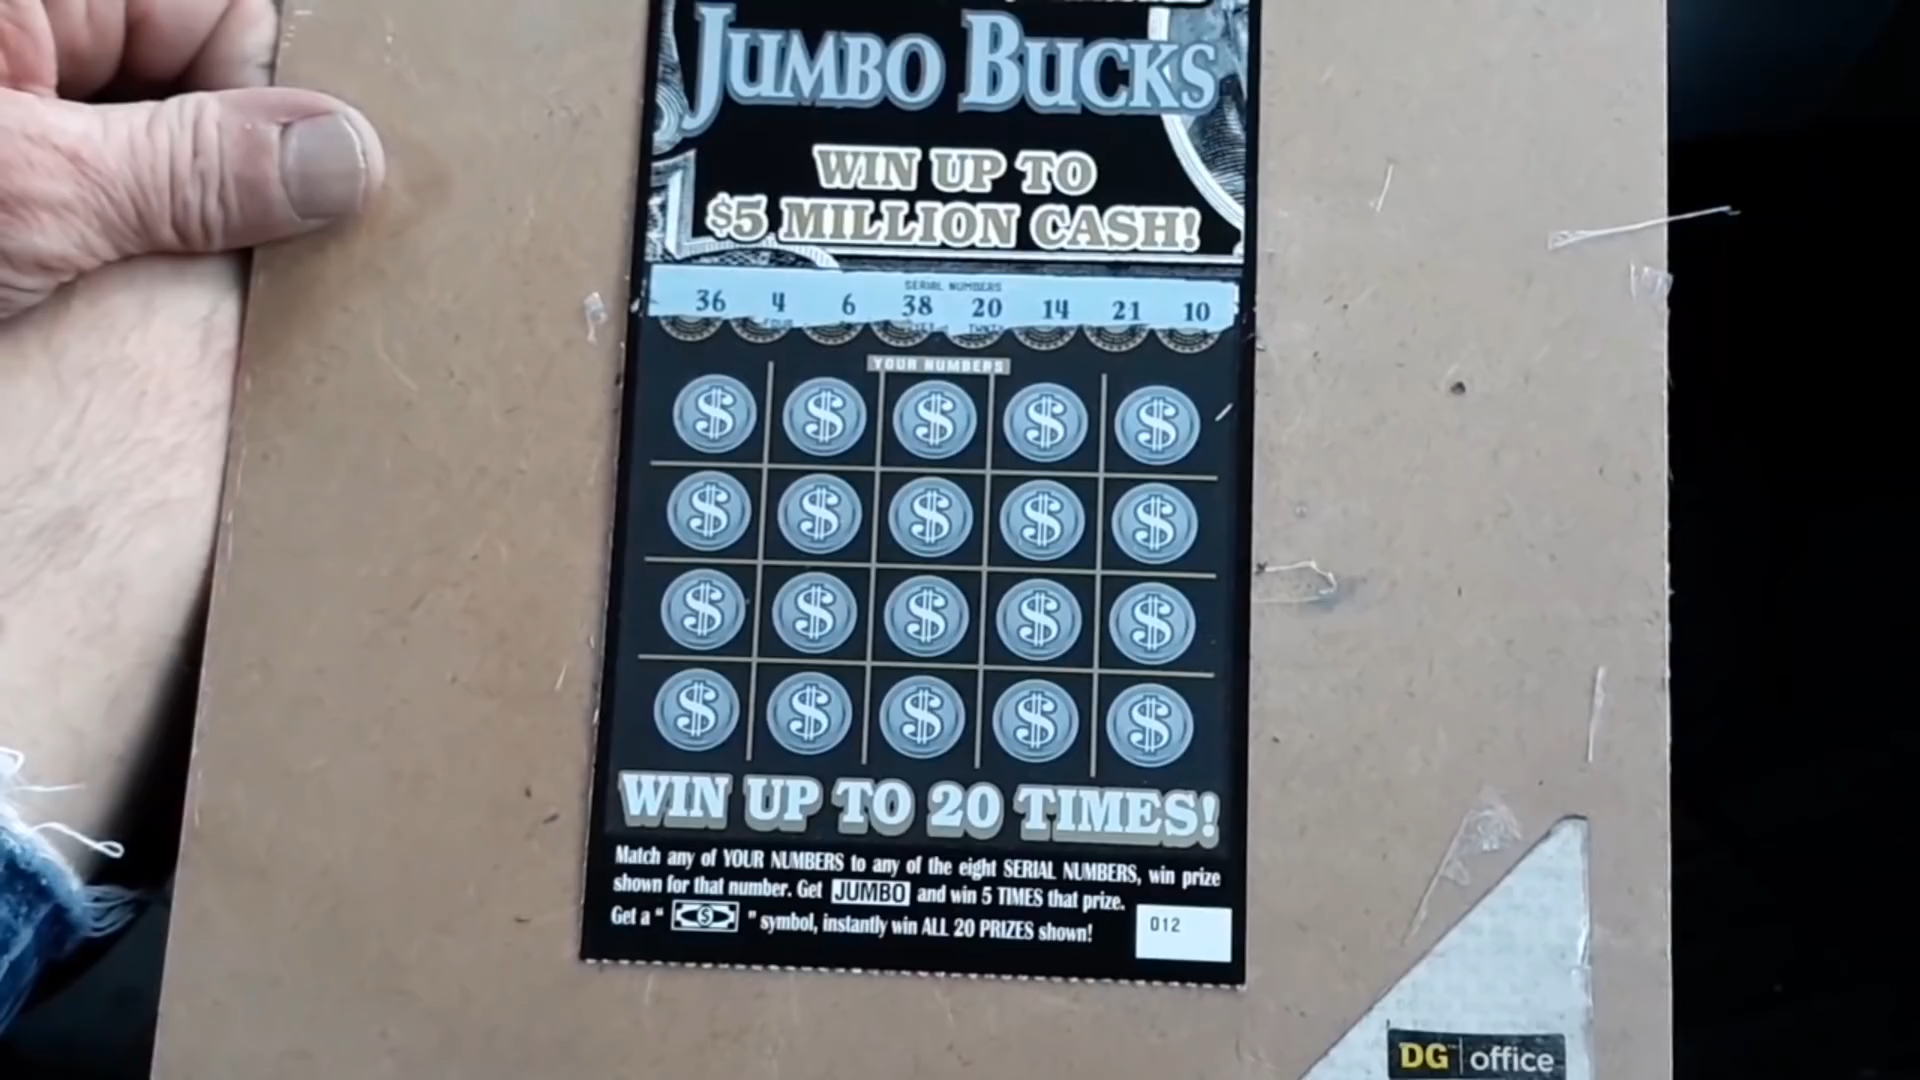 JUMBO BUCKS
WIN UP TO
$5 MILLION CASH!
SERIAL NUMBERS
36 4 6 38 20 14 21 10
YOUR NUMBERS
$ $ $ $ $
$ $ $ $ $
$ $ $ $ $
$ $ $ $ $
WIN UP TO 20 TIMES!
Match any of YOUR NUMBERS to any of the eight SERIAL NUMBERS, win prize
shown for that number. Get JUMBO and win 5 TIMES that prize.
Get a " $ " symbol, instantly win ALL 20 PRIZES shown!
012
DG office